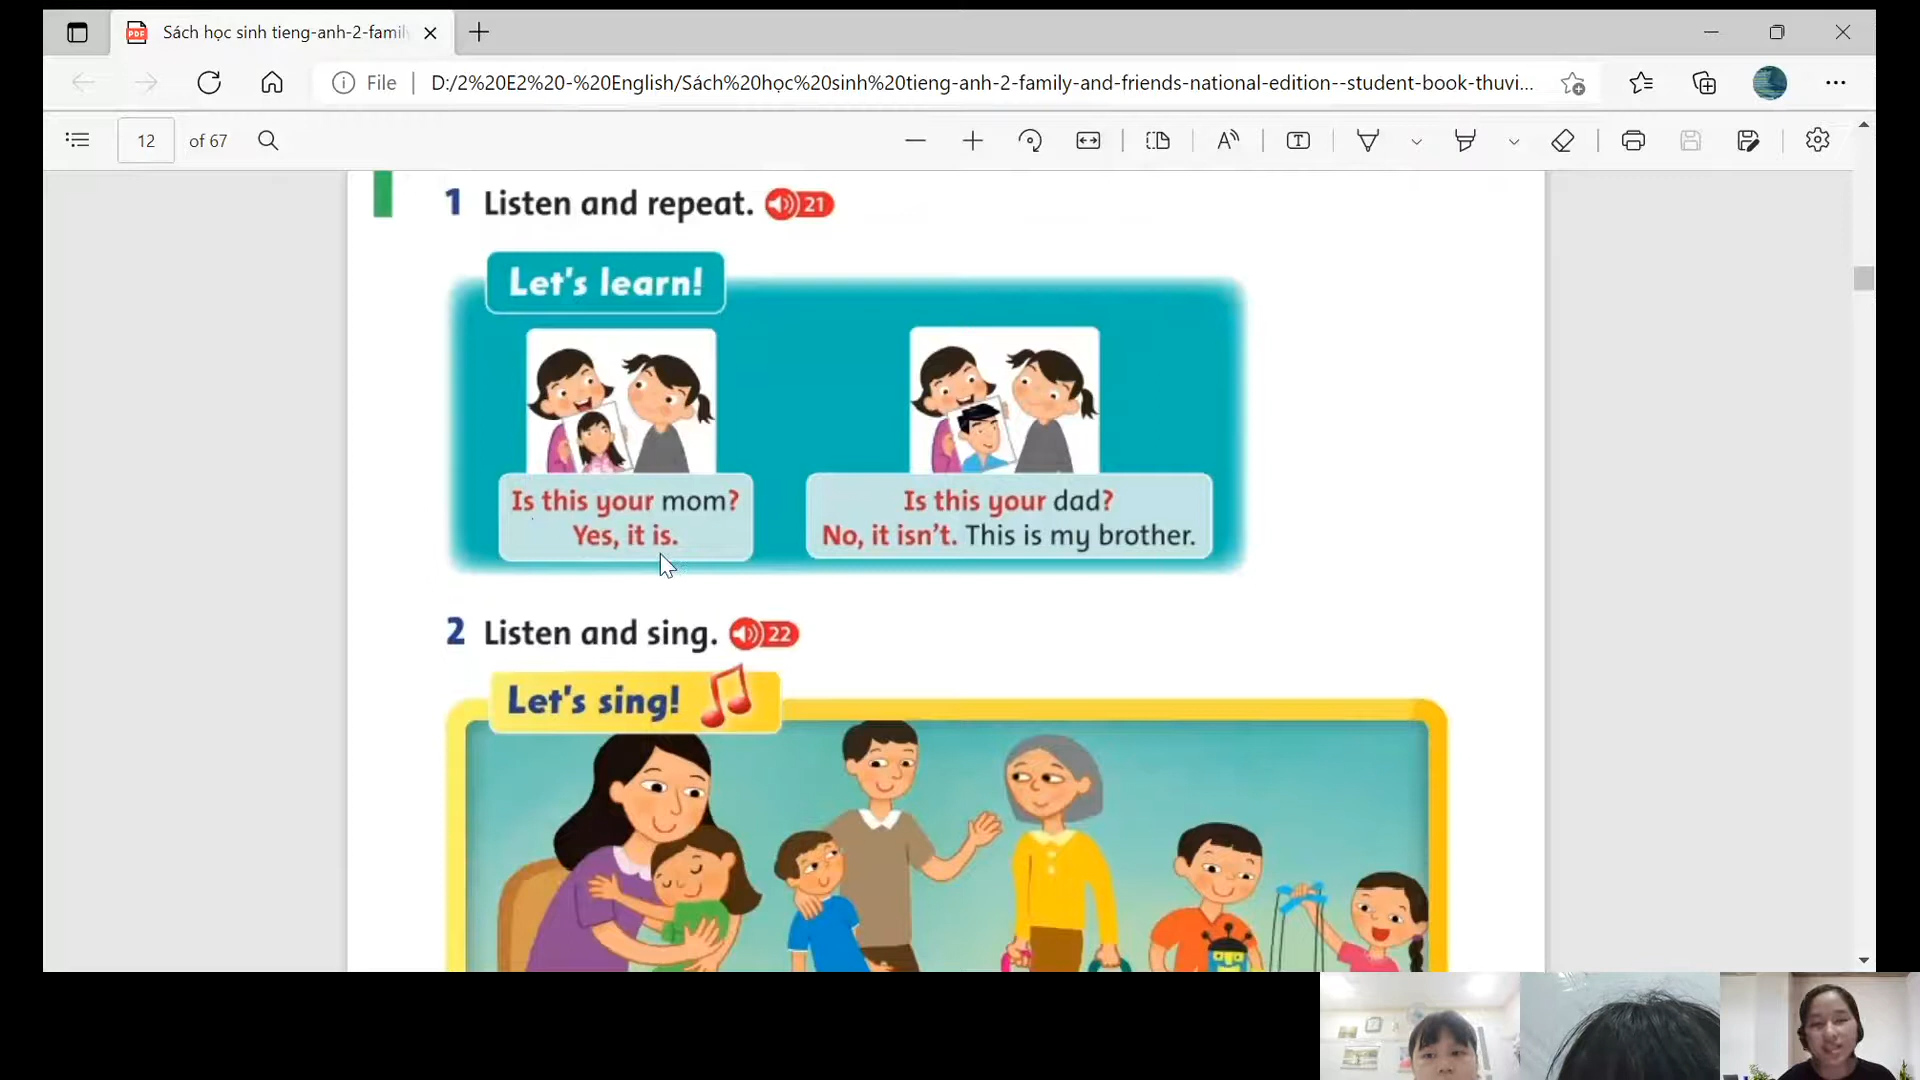 Sách học sinh tieng-anh-2-famil
File
D:/2%20E2%20-%20English/Sách%20học%20sinh%20tieng-anh-2-family-and-friends-national-edition--student-book-thuvi...
12 of 67
1 Listen and repeat. 21
Let's learn!
Is this your mom?
Yes, it is.
Is this your dad?
No, it isn't. This is my brother.
2 Listen and sing. 22
Let's sing!